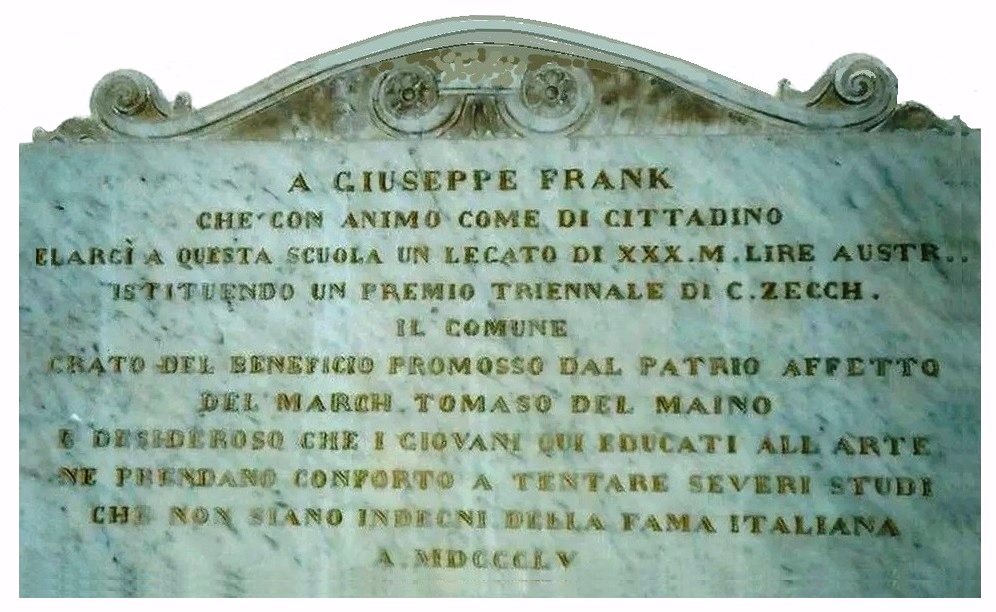 A GIUSEPPE FRANK
CHE CON ANIMO COME DI CITTADINO
ELARGÌ A QUESTA SCUOLA UN LEGATO DI XXX.M.LIRE AUSTR..
ISTITUENDO UN PREMIO TRIENNALE DI C.ZECCH.
IL COMUNE
GRATO DEL BENEFICIO PROMOSSO DAL PATRIO AFFETTO
DEL MARCH. TOMASO DEL MAINO
E DESIDEROSO CHE I GIOVANI QUI EDUCATI ALL ARTE
NE PRENDANO CONFORTO A TENTARE SEVERI STUDI
CHE NON SIANO INDEGNI DELLA FAMA ITALIANA
A.MDCCCLV